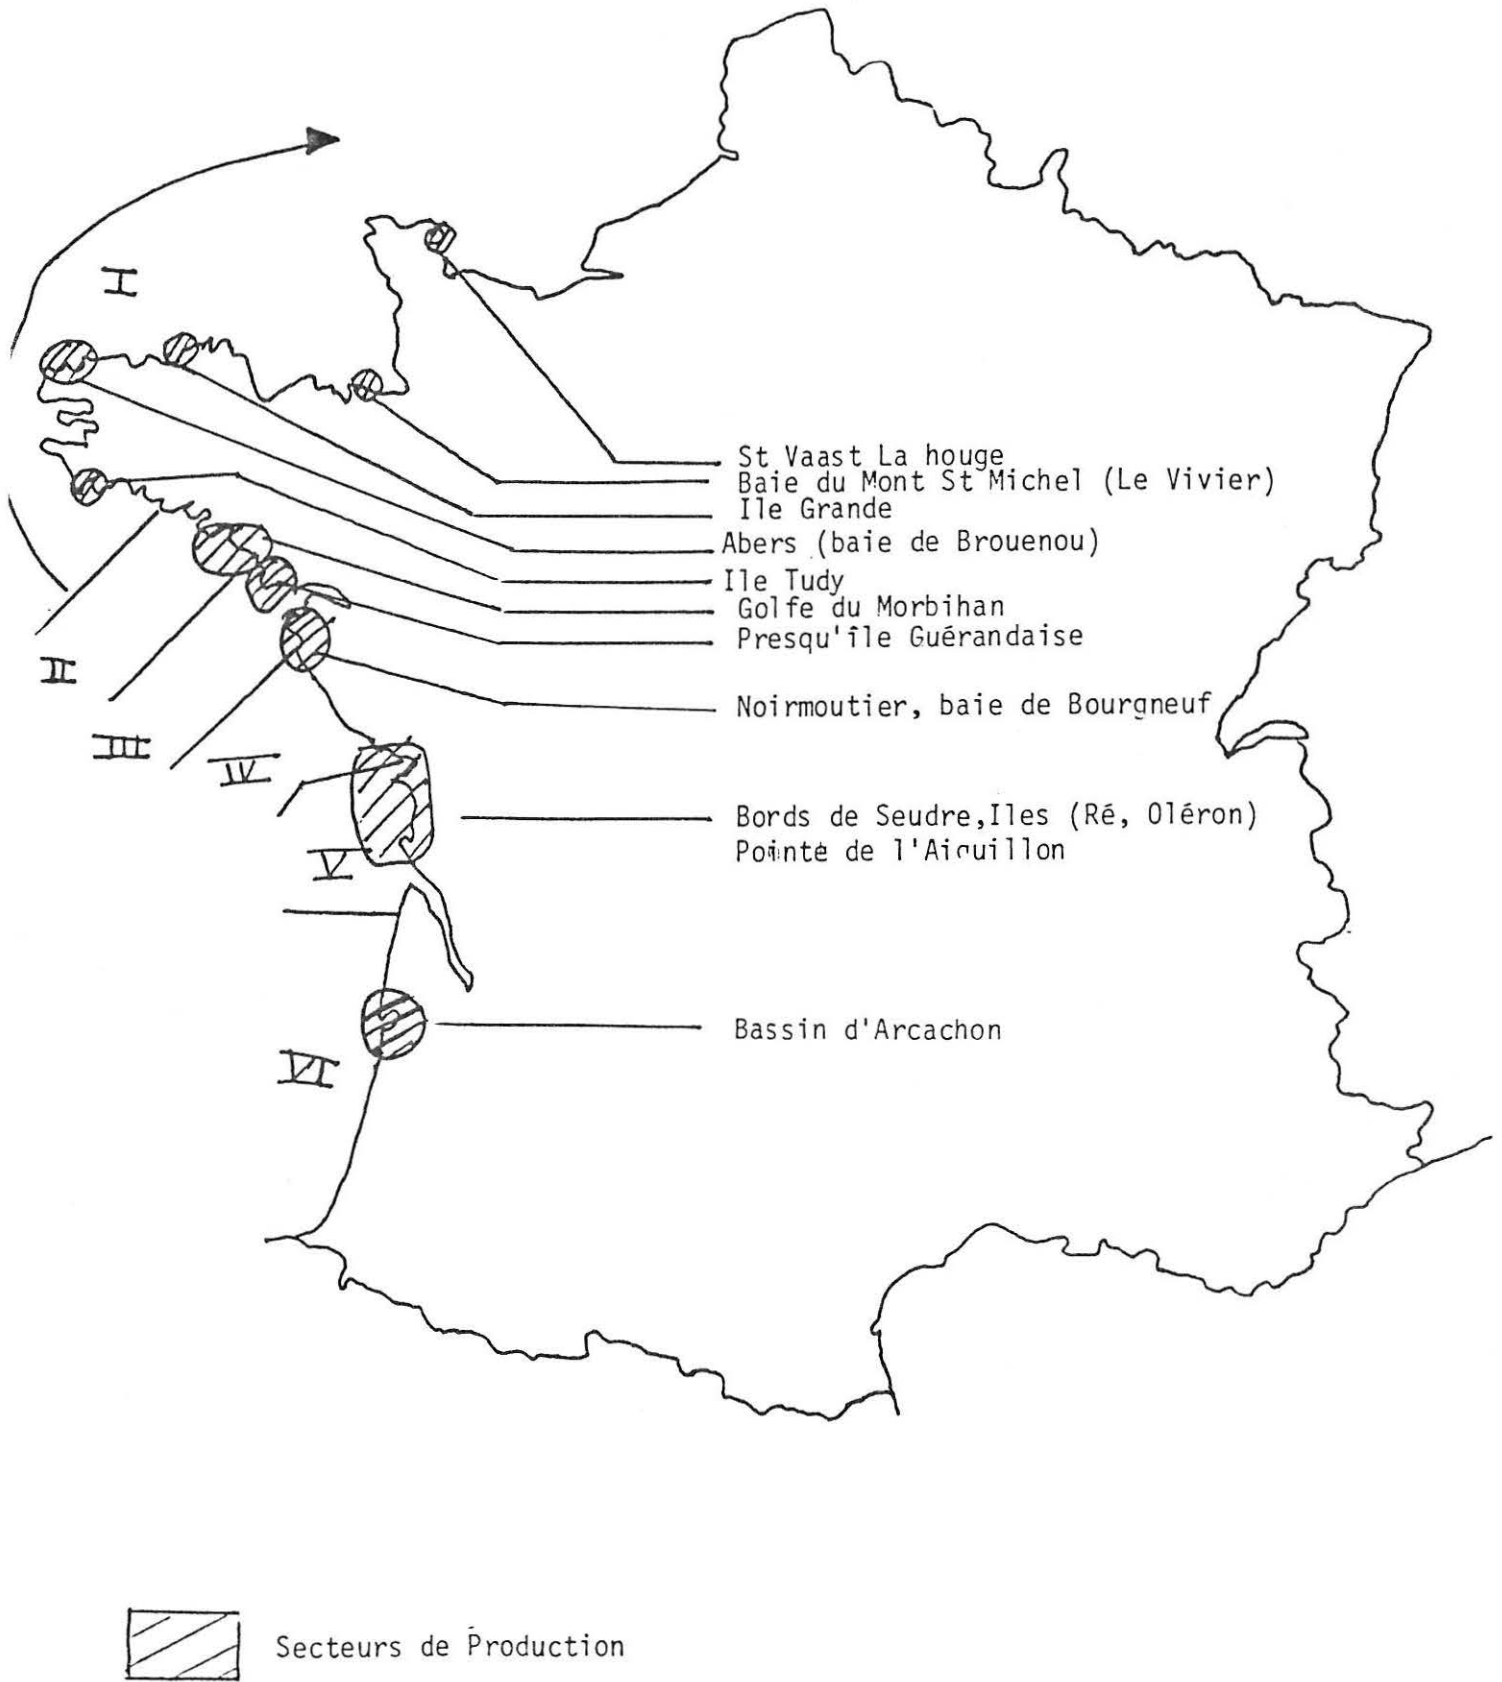 I
St Vaast La houge
Baie du Mont St Michel (Le Vivier)
Ile Grande
Abers (baie de Brouenou)
Ile Tudy
Golfe du Morbihan
Presqu'île Guérandaise
II
Noirmoutier, baie de Bourgneuf
III
IV
Bords de Seudre,Iles (Ré, Oléron)
Pointe de l'Aiguillon
V
Bassin d'Arcachon
VI
Secteurs de Production